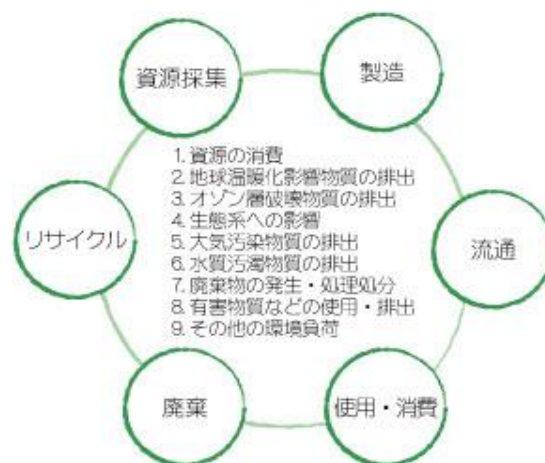 資源採集
製造
1. 資源の消費
2. 地球温暖化影響物質の排出
3. オゾン層破壊物質の排出
4. 生態系への影響
5. 大気汚染物質の排出
6. 水質汚濁物質の排出
7. 廃棄物の発生・処理処分
8. 有害物質などの使用・排出
9. その他の環境負荷
リサイクル
流通
廃棄
使用・消費